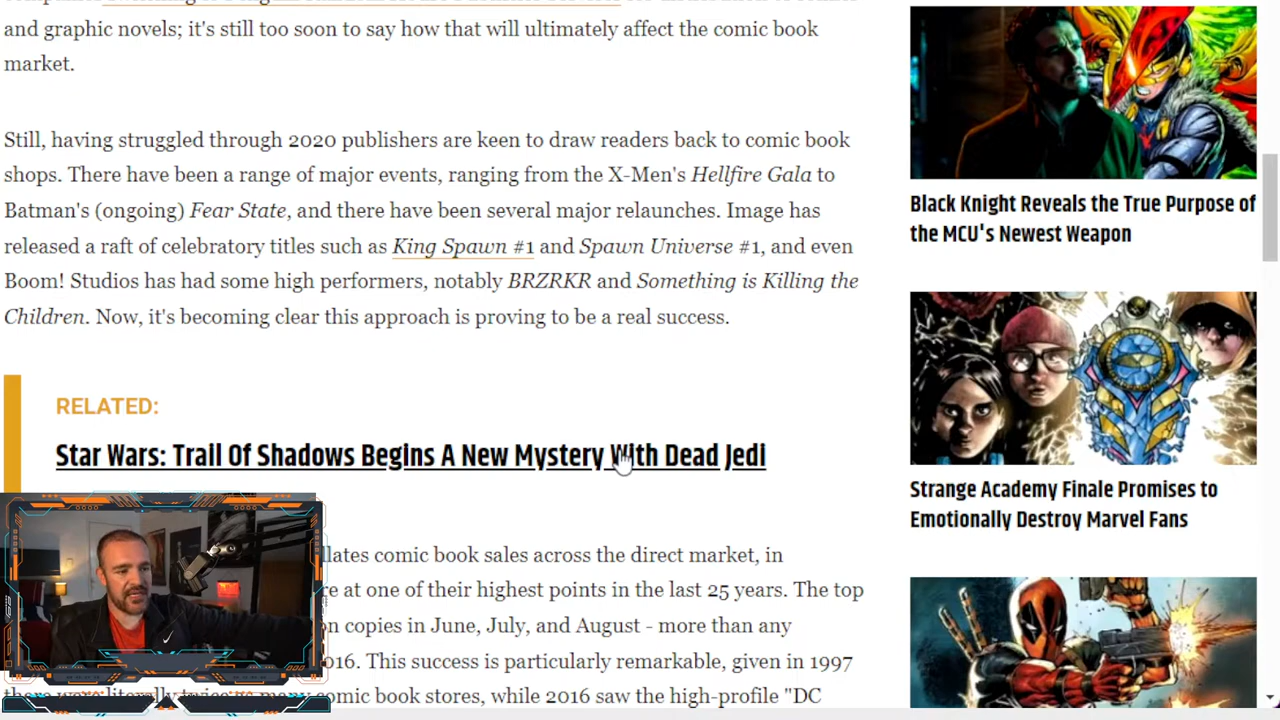 and graphic novels; it's still too soon to say how that will ultimately affect the comic book
market.
Still, having struggled through 2020 publishers are keen to draw readers back to comic book
shops. There have been a range of major events, ranging from the X-Men's Hellfire Gala to
Batman's (ongoing) Fear State, and there have been several major relaunches. Image has
released a raft of celebratory titles such as King Spawn #1 and Spawn Universe #1, and even
Boom! Studios has had some high performers, notably BRZRKR and Something is Killing the
Children. Now, it's becoming clear this approach is proving to be a real success.
RELATED:
Star Wars: Trail Of Shadows Begins A New Mystery With Dead Jedi
lates comic book sales across the direct market, in
re at one of their highest points in the last 25 years. The top
on copies in June, July, and August - more than any
016. This success is particularly remarkable, given in 1997
there were literally twice as many comic book stores, while 2016 saw the high-profile "DC
Black Knight Reveals the True Purpose of
the MCU's Newest Weapon
Strange Academy Finale Promises to
Emotionally Destroy Marvel Fans